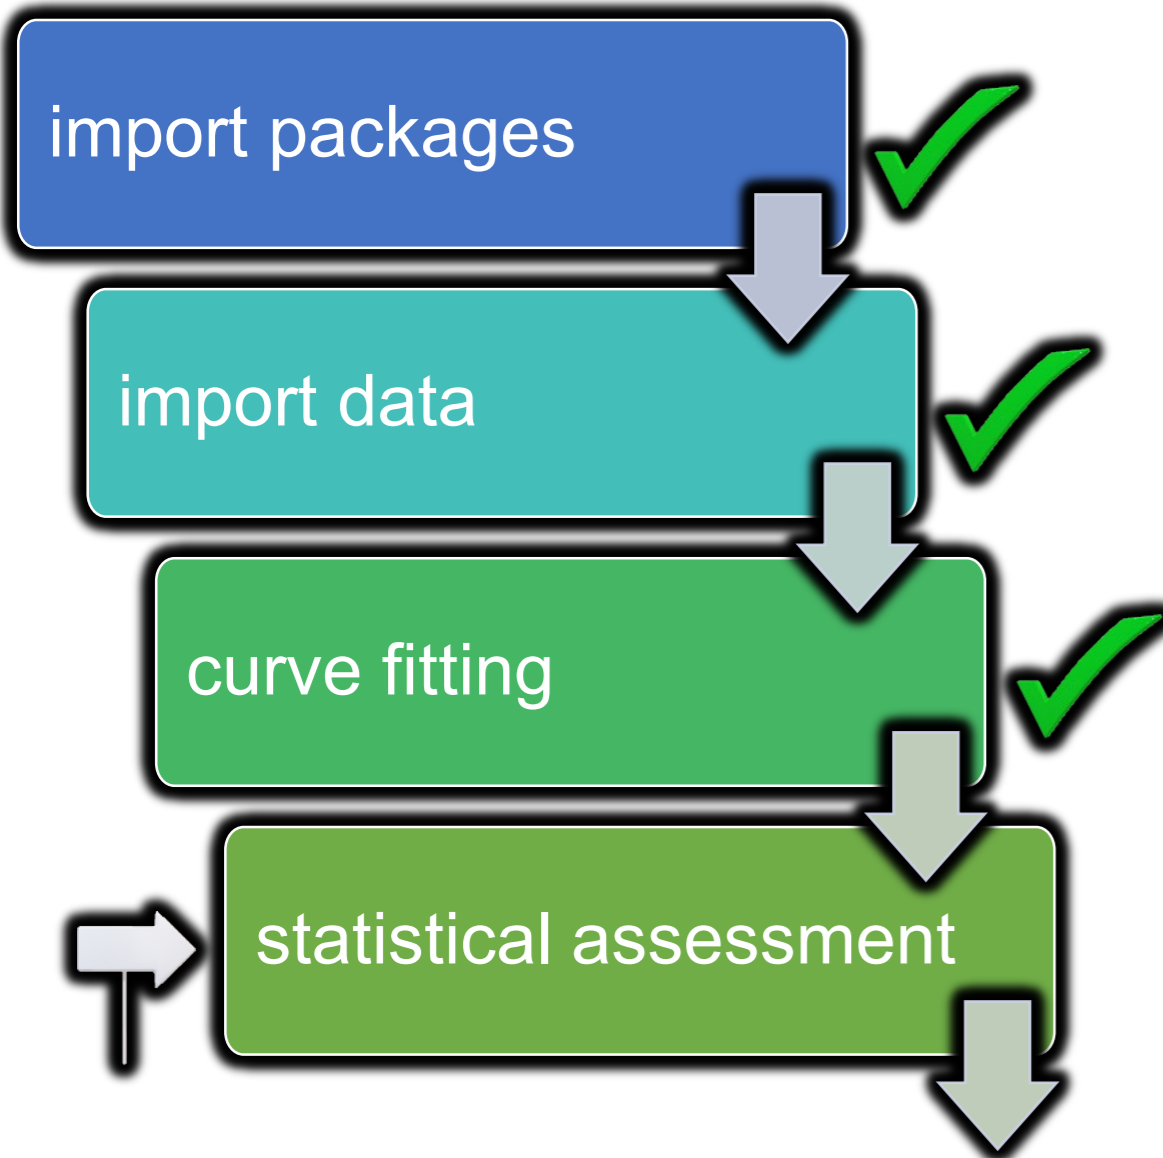 import packages
import data
curve fitting
statistical assessment